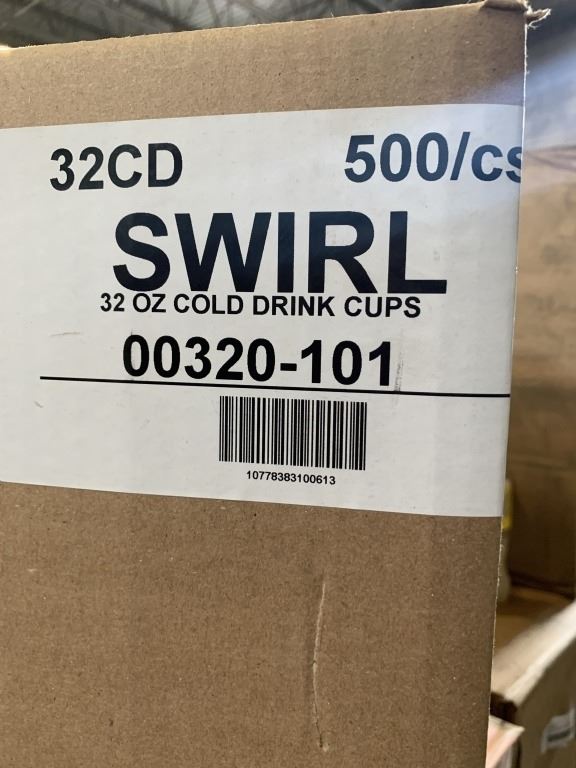 32CD 500/cs
SWIRL
32 OZ COLD DRINK CUPS
00320-101
10778383100613